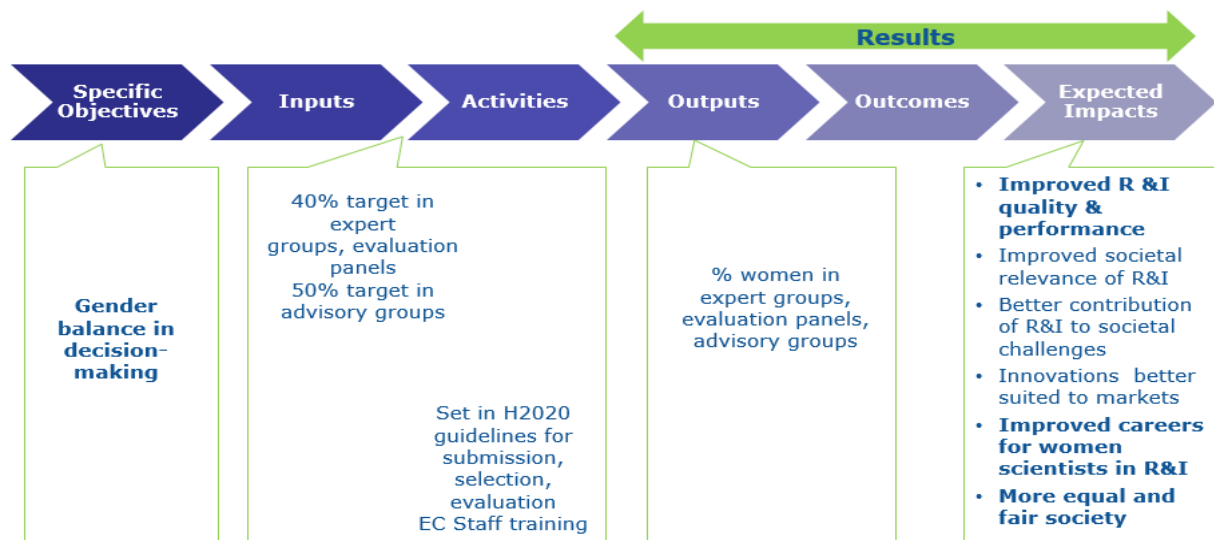 Results
Specific
Objectives
Inputs
Activities
Outputs
Outcomes
Expected
Impacts
Gender
balance in
decision-
making
40% target in
expert
groups, evaluation
panels
50% target in
advisory groups
Set in H2020
guidelines for
submission,
selection,
evaluation
EC Staff training
% women in
expert groups,
evaluation panels,
advisory groups
• Improved R &I
quality &
performance
• Improved societal
relevance of R&I
• Better contribution
of R&I to societal
challenges
• Innovations better
suited to markets
• Improved careers
for women
scientists in R&I
• More equal and
fair society